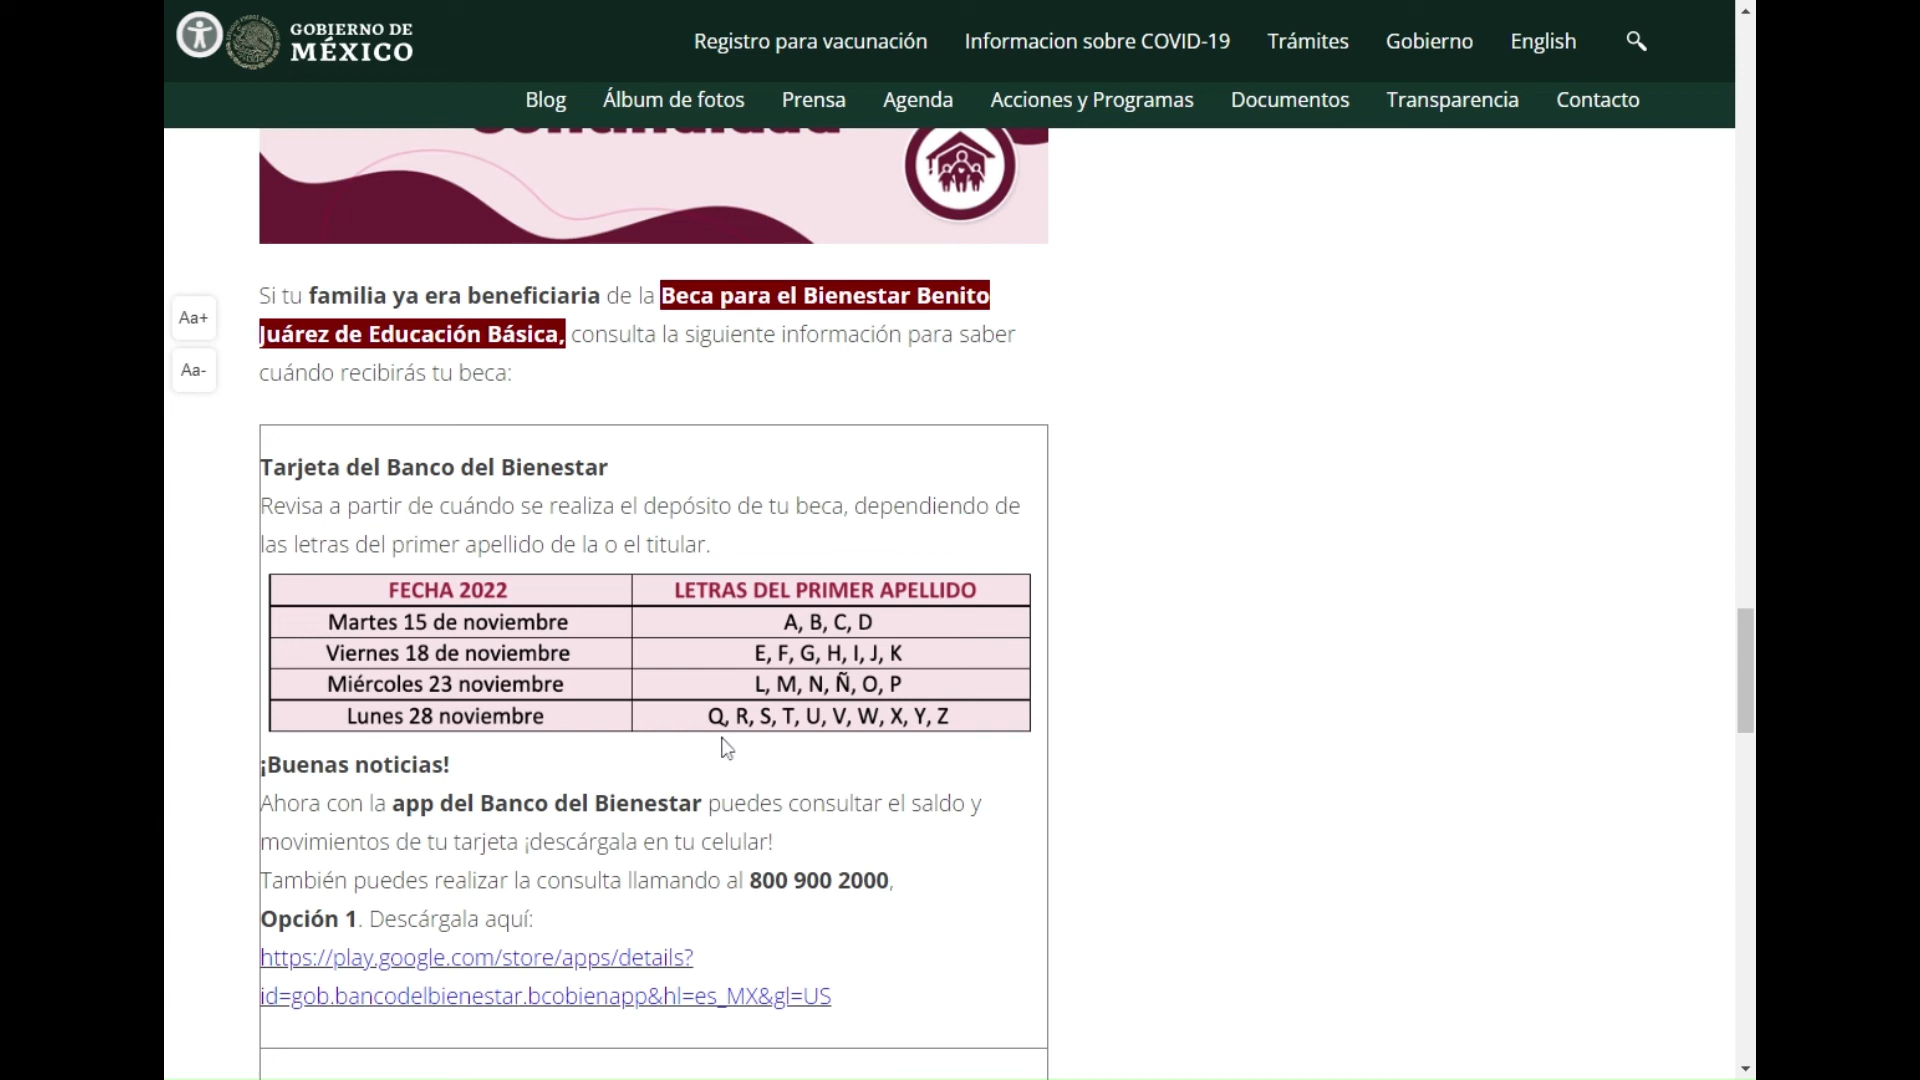 GOBIERNO DE
MÉXICO
Registro para vacunación
Informacion sobre COVID-19
Trámites
Gobierno
English
Blog
Álbum de fotos
Prensa
Agenda
Acciones y Programas
Documentos
Transparencia
Contacto
Aa+
Aa-
Si tu familia ya era beneficiaria de la Beca para el Bienestar Benito
Juárez de Educación Básica, consulta la siguiente información para saber
cuándo recibirás tu beca:
Tarjeta del Banco del Bienestar
Revisa a partir de cuándo se realiza el depósito de tu beca, dependiendo de
las letras del primer apellido de la o el titular.
FECHA 2022 LETRAS DEL PRIMER APELLIDO
Martes 15 de noviembre A, B, C, D
Viernes 18 de noviembre E, F, G, H, I, J, K
Miércoles 23 noviembre L, M, N, Ñ, O, P
Lunes 28 noviembre Q, R, S, T, U, V, W, X, Y, Z
¡Buenas noticias!
Ahora con la app del Banco del Bienestar puedes consultar el saldo y
movimientos de tu tarjeta ¡descárgala en tu celular!
También puedes realizar la consulta llamando al 800 900 2000,
Opción 1. Descárgala aquí:
https://play.google.com/store/apps/details?
id=gob.bancodelbienestar.bcobienapp&hl=es_MX&gl=US